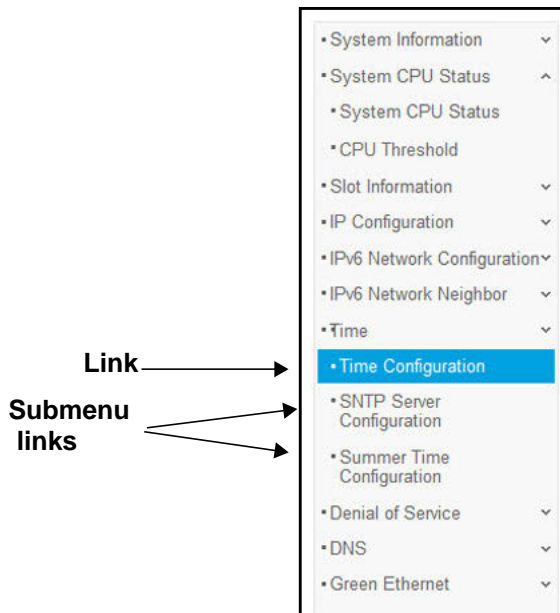 System Information
System CPU Status
System CPU Status
CPU Threshold
Slot Information
IP Configuration
IPv6 Network Configuration
IPv6 Network Neighbor
Time
Link
Time Configuration
Submenu
links
SNTP Server
Configuration
Summer Time
Configuration
Denial of Service
DNS
Green Ethernet